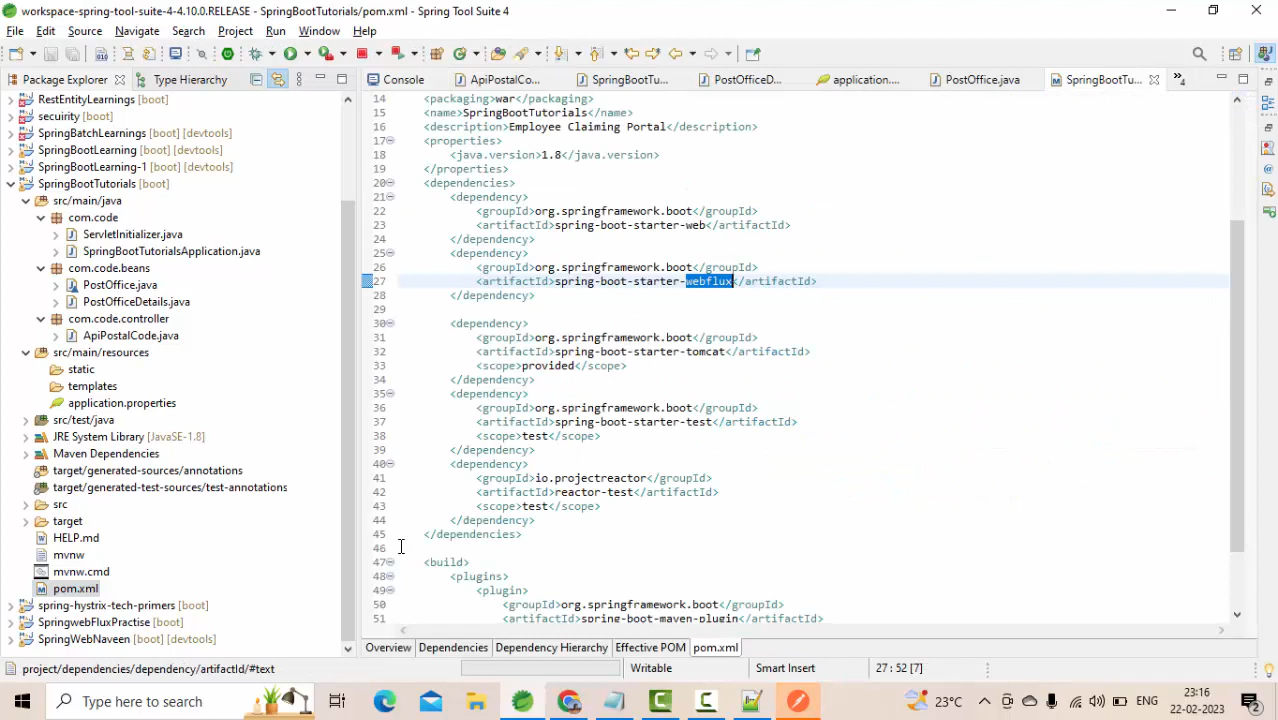 workspace-spring-tool-suite-4-4.10.0.RELEASE - SpringBootTutorials/pom.xml - Spring Tool Suite 4
File Edit Source Navigate Search Project Run Window Help
Package Explorer Type Hierarchy
Console ApiPostalCo... SpringBootTu... PostOfficeD... application.... PostOffice.java SpringBootTu... »4
RestEntityLearnings [boot]
secuirity [boot]
SpringBatchLearnings [boot] [devtools]
SpringBootLearning [boot] [devtools]
SpringBootLearning-1 [boot] [devtools]
SpringBootTutorials [boot]
src/main/java
com.code
ServletInitializer.java
SpringBootTutorialsApplication.java
com.code.beans
PostOffice.java
PostOfficeDetails.java
com.code.controller
ApiPostalCode.java
src/main/resources
static
templates
application.properties
src/test/java
JRE System Library [JavaSE-1.8]
Maven Dependencies
target/generated-sources/annotations
target/generated-test-sources/test-annotations
src
target
HELP.md
mvnw
mvnw.cmd
pom.xml
spring-hystrix-tech-primers [boot]
SpringwebFluxPractise [boot]
SpringWebNaveen [boot] [devtools]
14 <packaging>war</packaging>
15 <name>SpringBootTutorials</name>
16 <description>Employee Claiming Portal</description>
17 <properties>
18 <java.version>1.8</java.version>
19 </properties>
20 <dependencies>
21 <dependency>
22 <groupId>org.springframework.boot</groupId>
23 <artifactId>spring-boot-starter-web</artifactId>
24 </dependency>
25 <dependency>
26 <groupId>org.springframework.boot</groupId>
27 <artifactId>spring-boot-starter-webflux</artifactId>
28 </dependency>
29
30 <dependency>
31 <groupId>org.springframework.boot</groupId>
32 <artifactId>spring-boot-starter-tomcat</artifactId>
33 <scope>provided</scope>
34 </dependency>
35 <dependency>
36 <groupId>org.springframework.boot</groupId>
37 <artifactId>spring-boot-starter-test</artifactId>
38 <scope>test</scope>
39 </dependency>
40 <dependency>
41 <groupId>io.projectreactor</groupId>
42 <artifactId>reactor-test</artifactId>
43 <scope>test</scope>
44 </dependency>
45 </dependencies>
46
47 <build>
48 <plugins>
49 <plugin>
50 <groupId>org.springframework.boot</groupId>
51 <artifactId>spring-boot-maven-plugin</artifactId>
Overview Dependencies Dependency Hierarchy Effective POM pom.xml
project/dependencies/dependency/artifactId/#text Writable Smart Insert 27 : 52 [7]
Type here to search 23°C ENG 23:16 22-02-2023 2